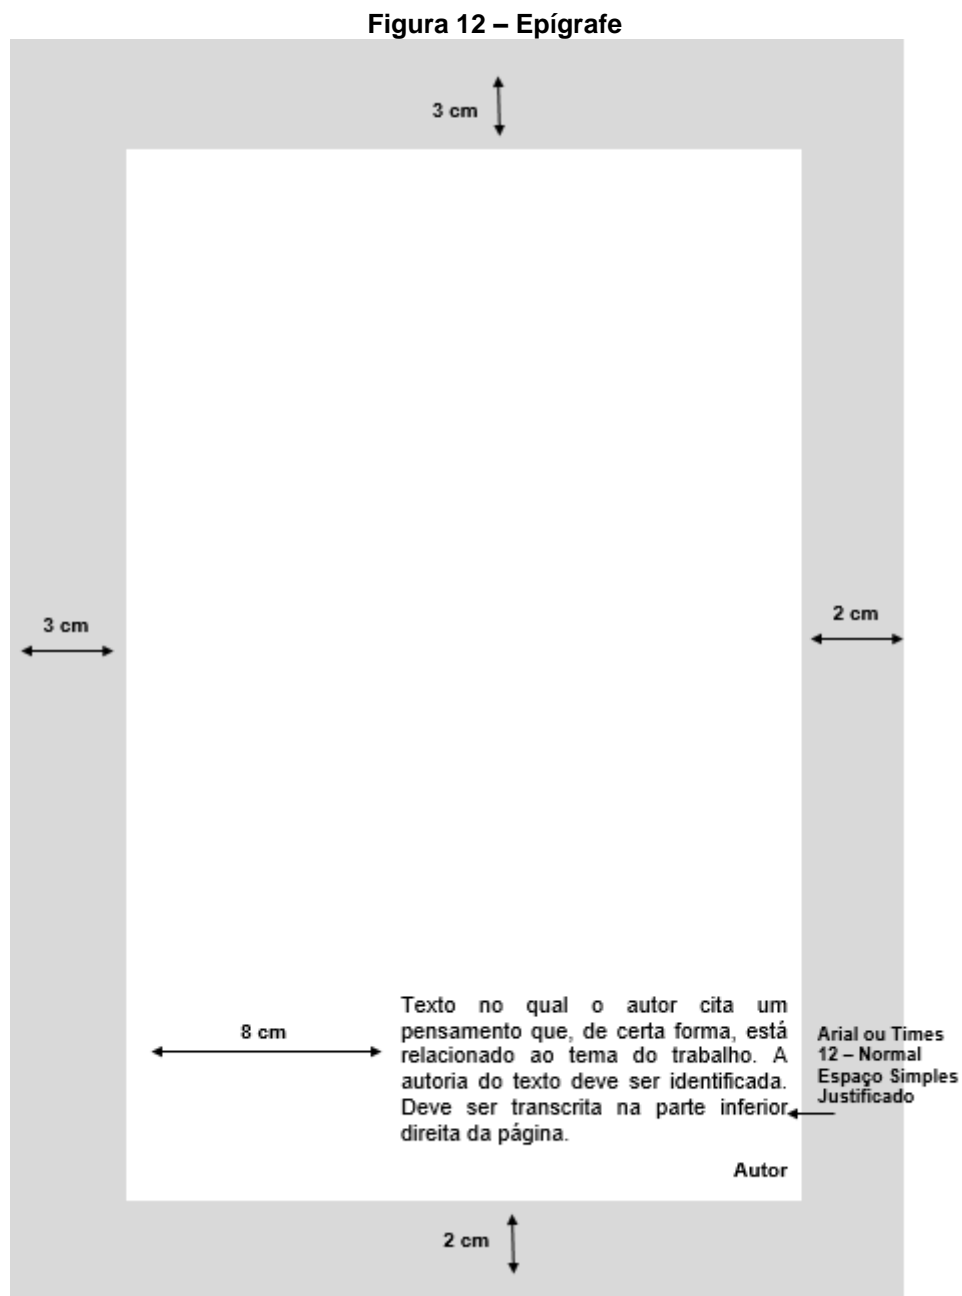 Figura 12 – Epígrafe
3 cm
3 cm
2 cm
8 cm
Texto no qual o autor cita um
pensamento que, de certa forma, está
relacionado ao tema do trabalho. A
autoria do texto deve ser identificada.
Deve ser transcrita na parte inferior
direita da página.
Autor
Arial ou Times
12 – Normal
Espaço Simples
Justificado
2 cm